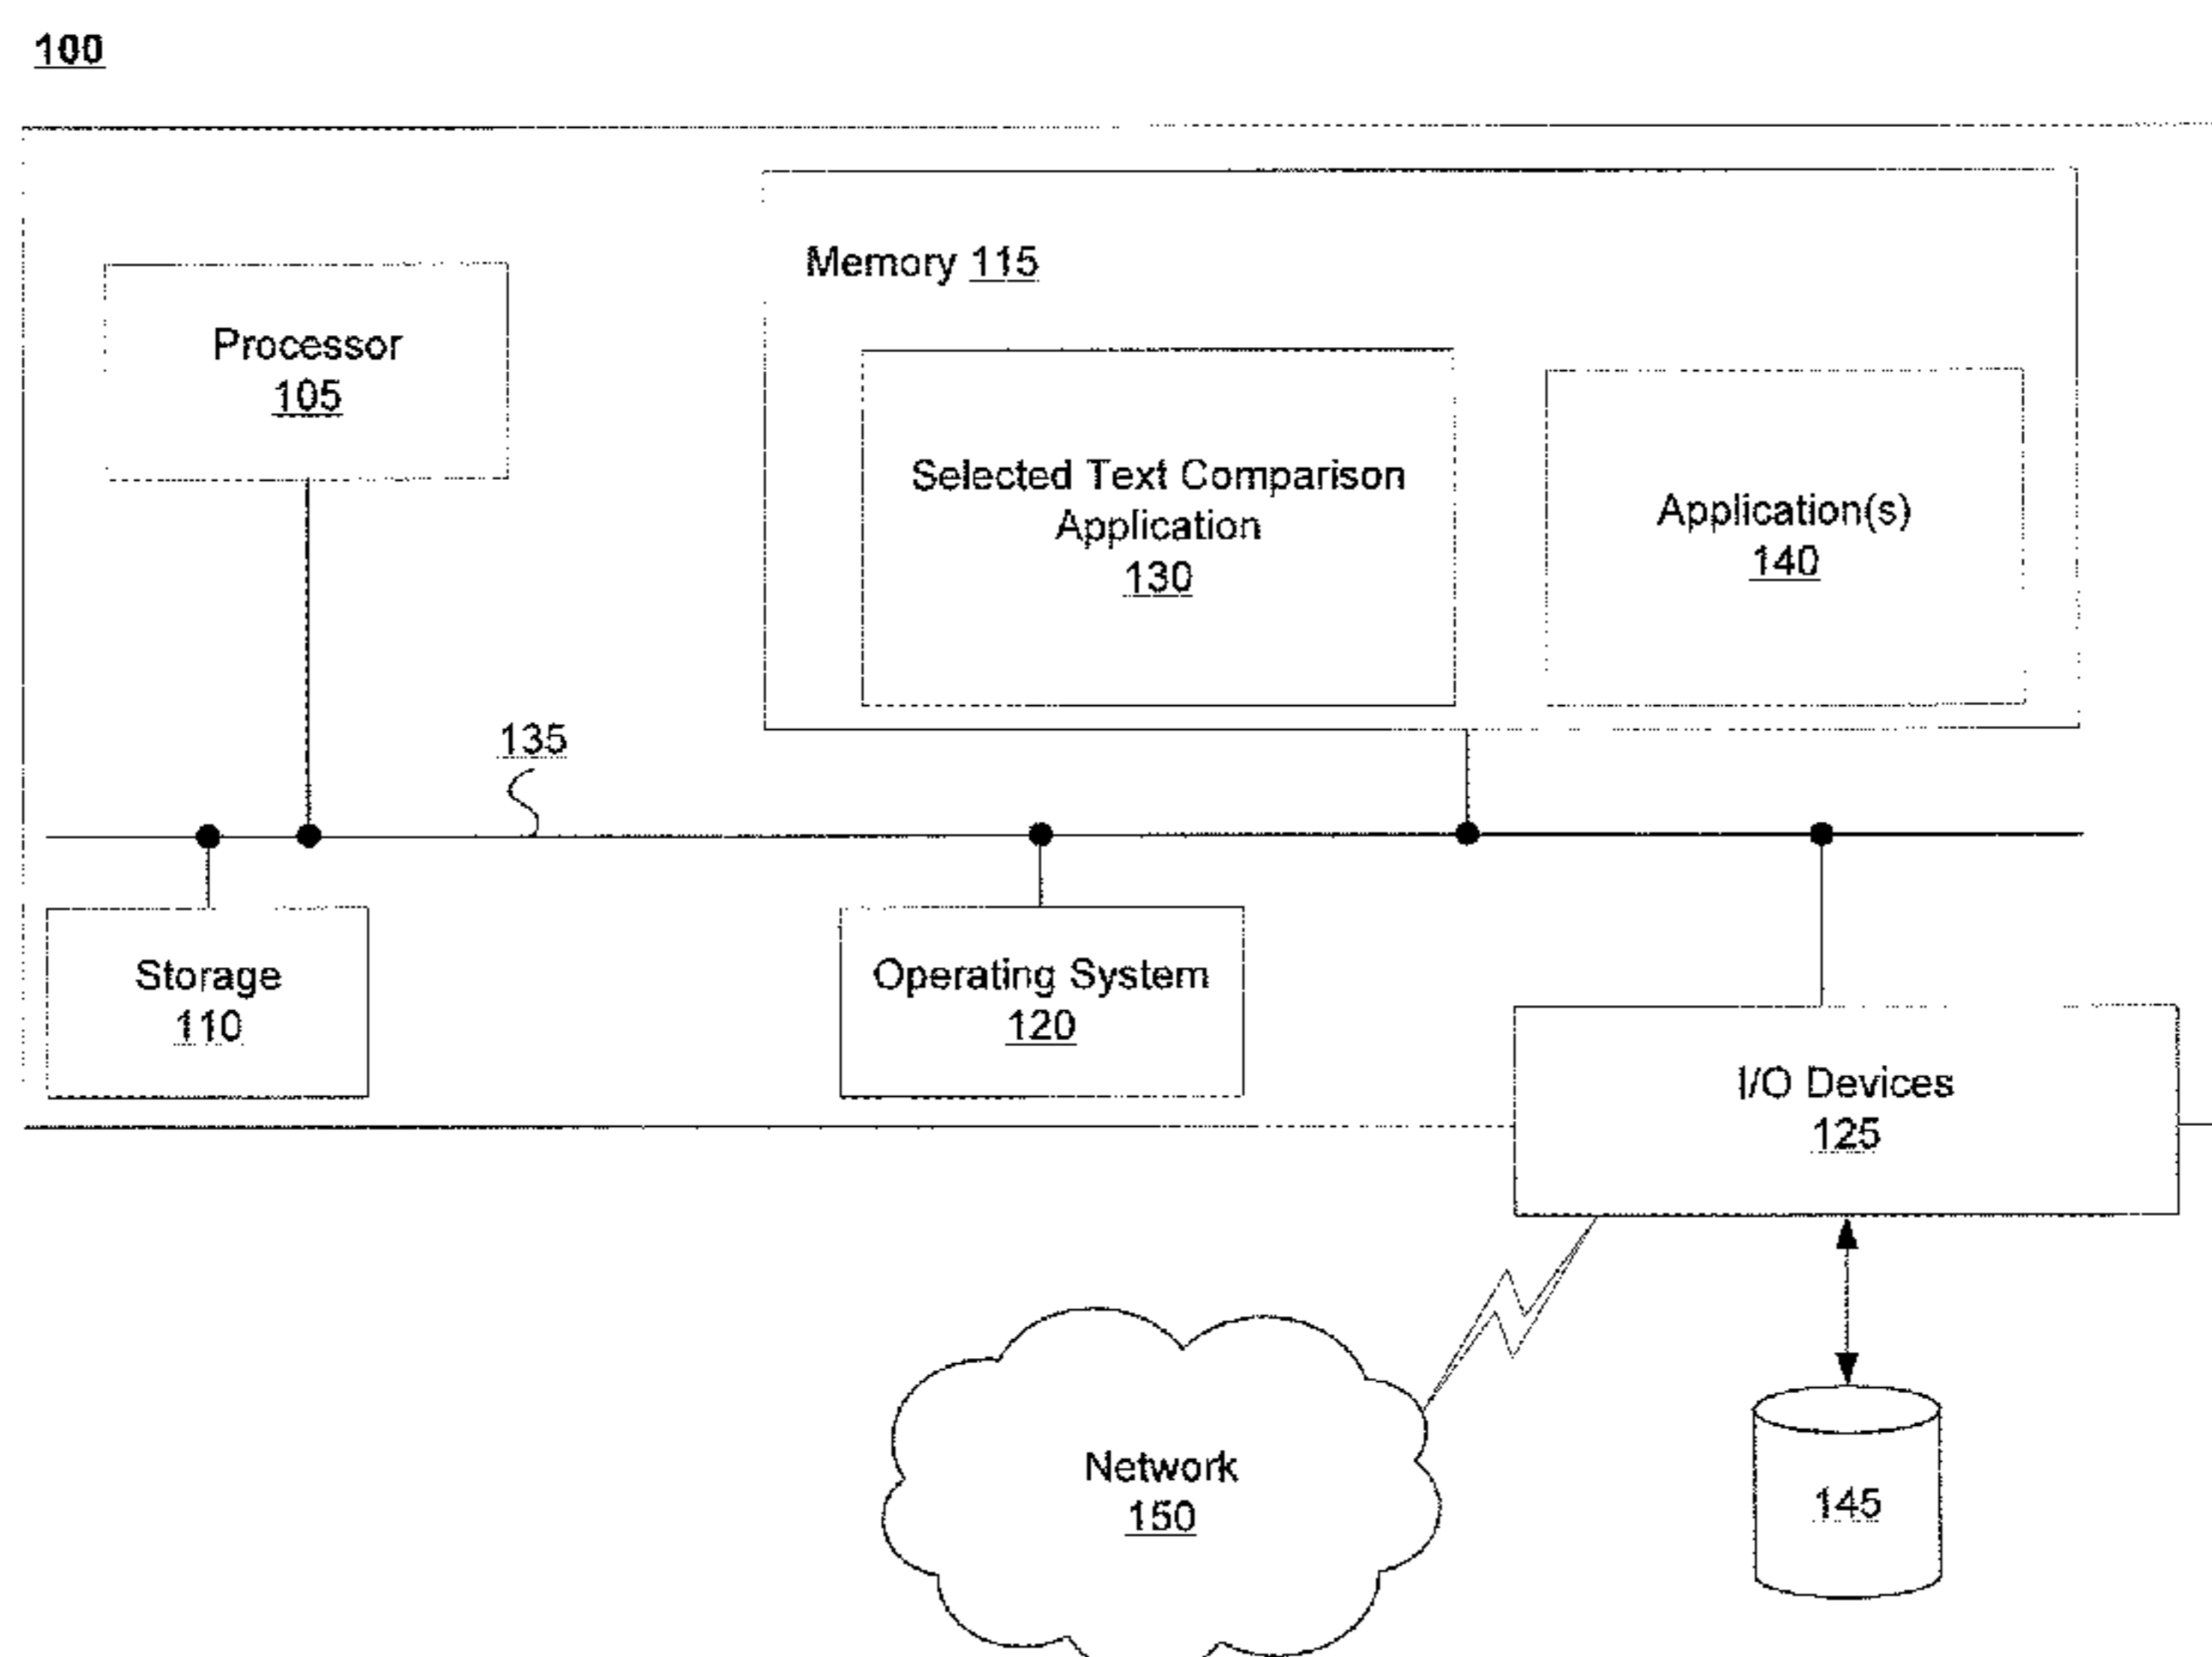 100
Memory 115
Processor
105
Selected Text Comparison
Application
130
Application(s)
140
135
Storage
110
Operating System
120
I/O Devices
125
Network
150
145